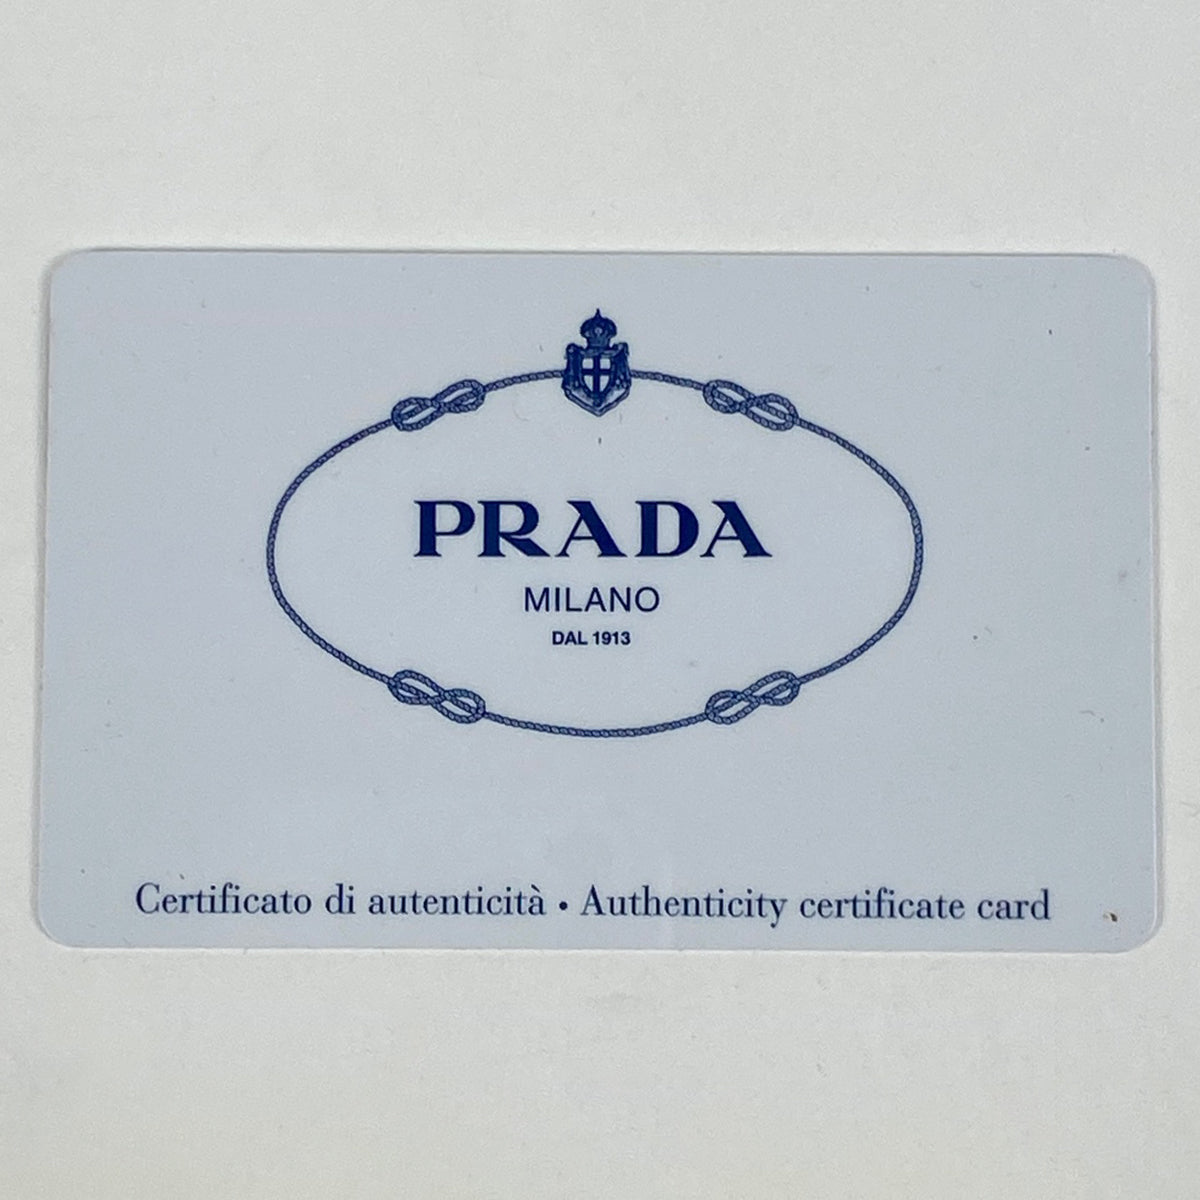 PRADA
MILANO
DAL 1913
Certificato di autenticità • Authenticity certificate card